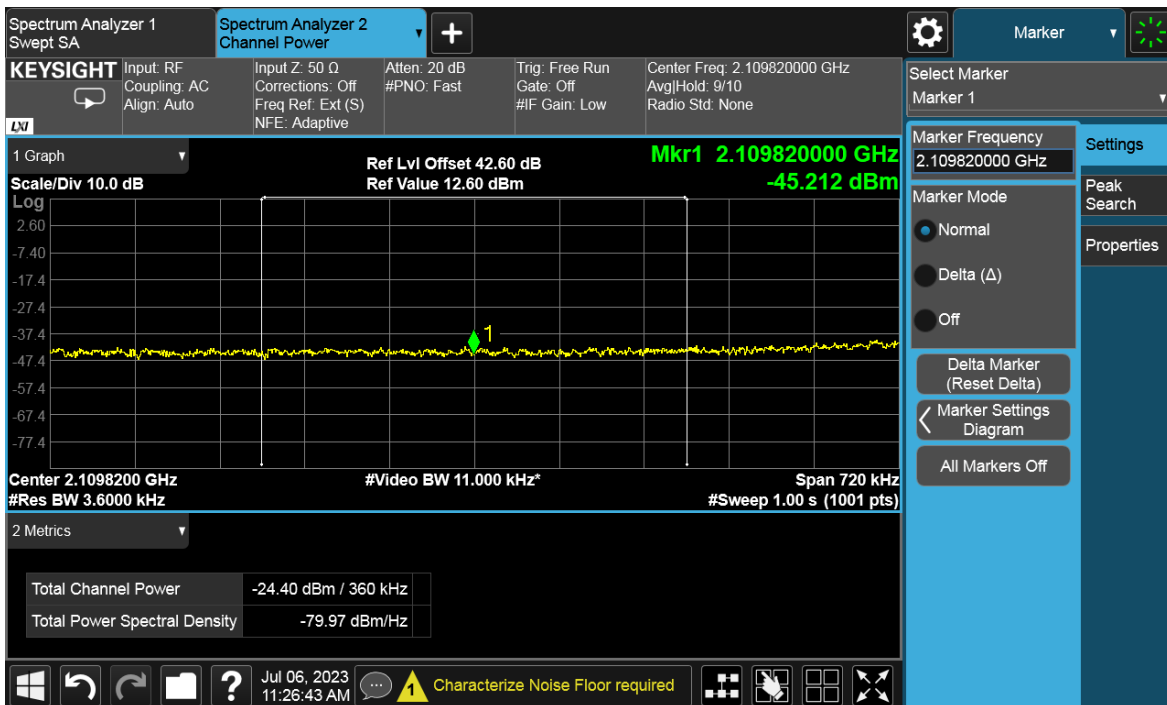 Spectrum Analyzer 1
Swept SA
Spectrum Analyzer 2
Channel Power
Marker
KEYSIGHT
LXI
Input: RF
Coupling: AC
Align: Auto
Input Z: 50 Ω
Corrections: Off
Freq Ref: Ext (S)
NFE: Adaptive
Atten: 20 dB
#PNO: Fast
Trig: Free Run
Gate: Off
#IF Gain: Low
Center Freq: 2.109820000 GHz
Avg|Hold: 9/10
Radio Std: None
Select Marker
Marker 1
1 Graph
Scale/Div 10.0 dB
Ref Lvl Offset 42.60 dB
Ref Value 12.60 dBm
Mkr1 2.109820000 GHz
-45.212 dBm
Log
2.60
-7.40
-17.4
-27.4
-37.4
-47.4
-57.4
-67.4
-77.4
1
Center 2.1098200 GHz
#Res BW 3.6000 kHz
#Video BW 11.000 kHz*
Span 720 kHz
#Sweep 1.00 s (1001 pts)
Marker Frequency
2.109820000 GHz
Marker Mode
Normal
Delta (Δ)
Off
Delta Marker
(Reset Delta)
Marker Settings
Diagram
All Markers Off
Settings
Peak
Search
Properties
2 Metrics
Total Channel Power -24.40 dBm / 360 kHz
Total Power Spectral Density -79.97 dBm/Hz
?
Jul 06, 2023
11:26:43 AM
1
Characterize Noise Floor required